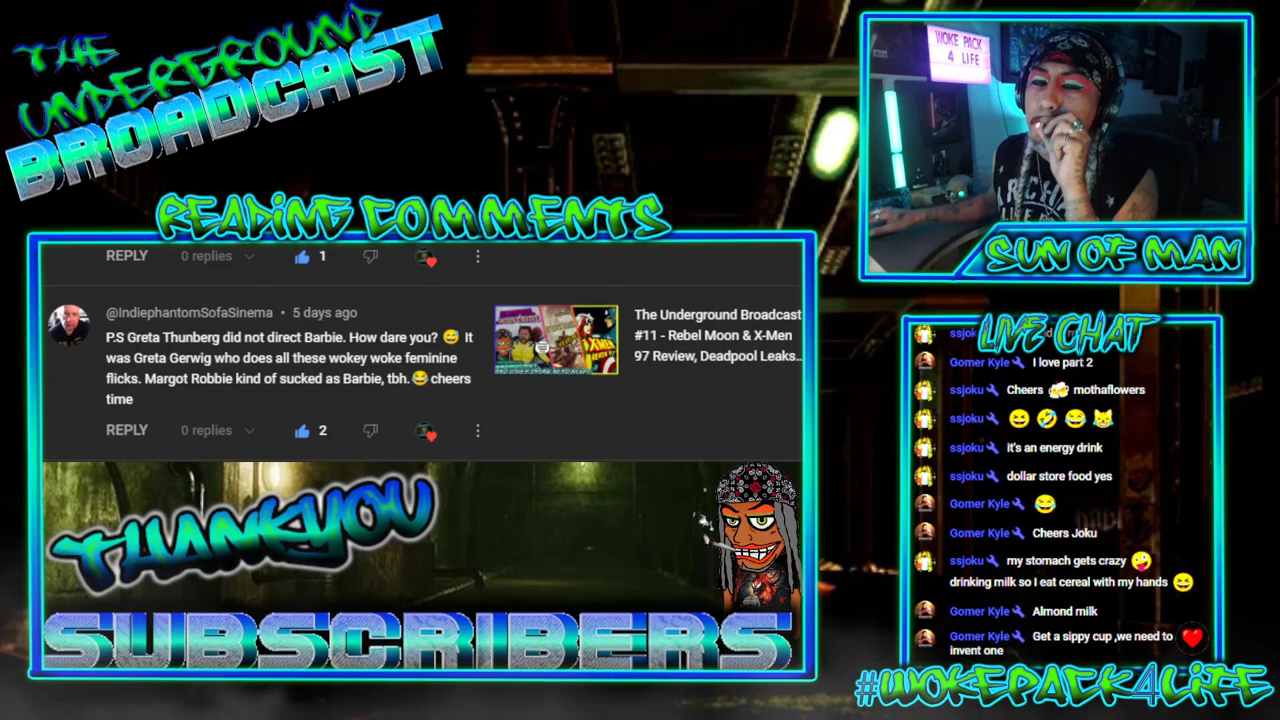 THE
UNDERGROUND
BROADCAST
READING COMMENTS
REPLY 0 replies 1
@IndiephantomSofaSinema • 5 days ago
P.S Greta Thunberg did not direct Barbie. How dare you? 😅 It
was Greta Gerwig who does all these wokey woke feminine
flicks. Margot Robbie kind of sucked as Barbie, tbh.😂 cheers
time
REPLY 0 replies 2
The Underground Broadcast
#11 - Rebel Moon & X-Men
97 Review, Deadpool Leaks...
THANKYOU
SUBSCRIBERS
WOKE PACK
4 LIFE
SUN OF MAN
LIVE CHAT
Gomer Kyle I love part 2
ssjoku Cheers 🍻 mothaflowers
ssjoku 😆 🤣 😂 😹
ssjoku it's an energy drink
ssjoku dollar store food yes
Gomer Kyle 😂
Gomer Kyle Cheers Joku
ssjoku my stomach gets crazy 🤪
drinking milk so I eat cereal with my hands 😆
Gomer Kyle Almond milk
Gomer Kyle Get a sippy cup ,we need to
invent one
#WOKEPACK4LIFE